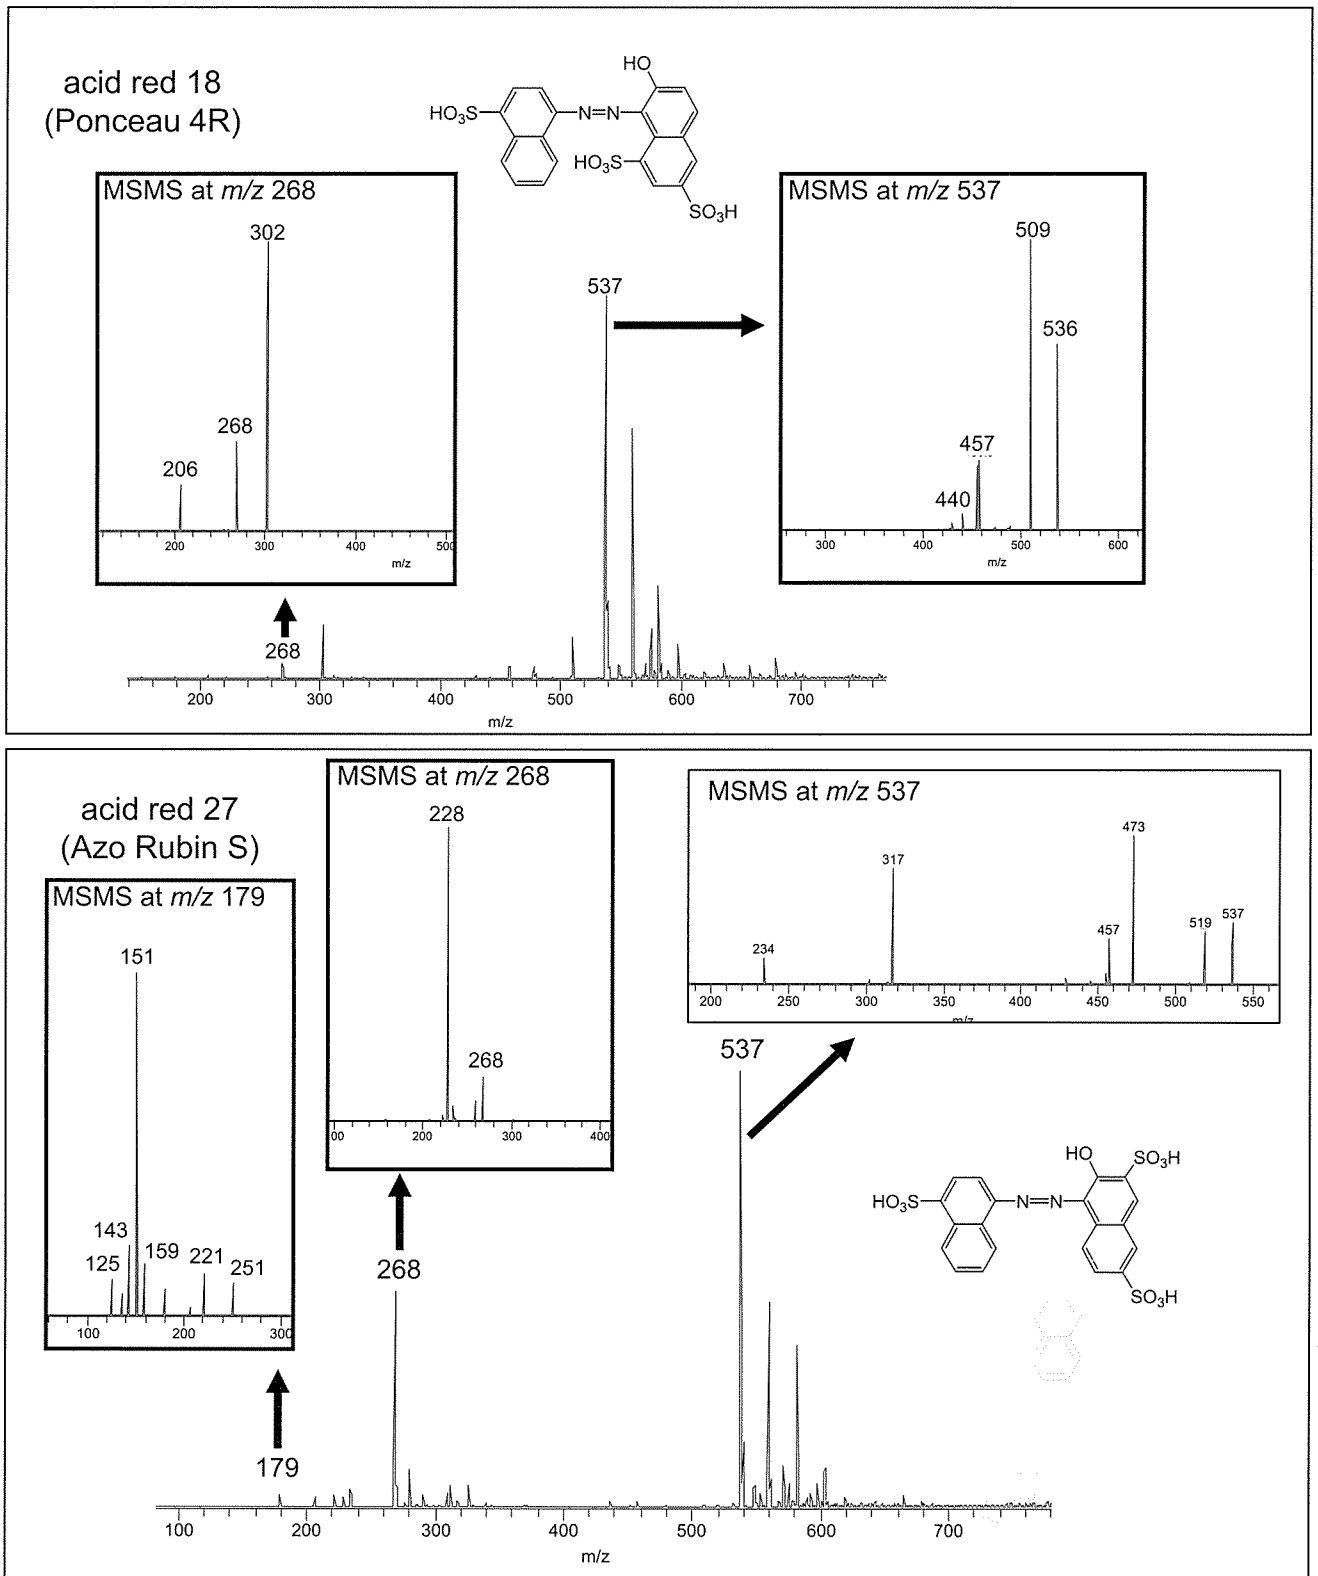 acid red 18
(Ponceau 4R)
HO
HO₃S
N=N
HO₃S
SO₃H
MSMS at m/z 268
302
268
206
200 300 400 500
m/z
MSMS at m/z 537
509
536
457
440
300 400 500 600
m/z
537
268
200 300 400 500 600 700
m/z
acid red 27
(Azo Rubin S)
MSMS at m/z 179
151
143
159
125
221
251
100 200 300
MSMS at m/z 268
228
268
00 200 300 400
MSMS at m/z 537
473
317
457
519
537
234
200 250 300 350 400 450 500 550
m/z
537
268
179
HO
SO₃H
HO₃S
N=N
SO₃H
100 200 300 400 500 600 700
m/z